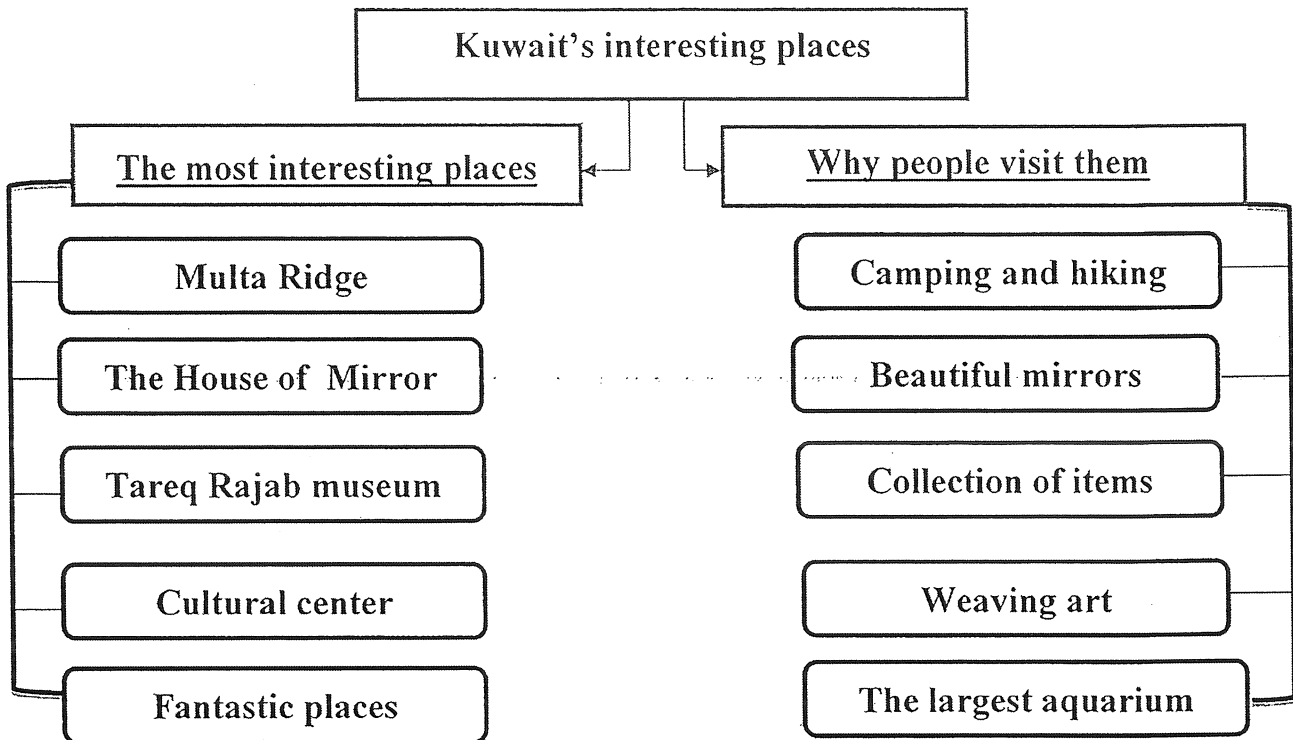 Kuwait's interesting places
The most interesting places
Why people visit them
Multa Ridge
Camping and hiking
The House of Mirror
Beautiful mirrors
Tareq Rajab museum
Collection of items
Cultural center
Weaving art
Fantastic places
The largest aquarium